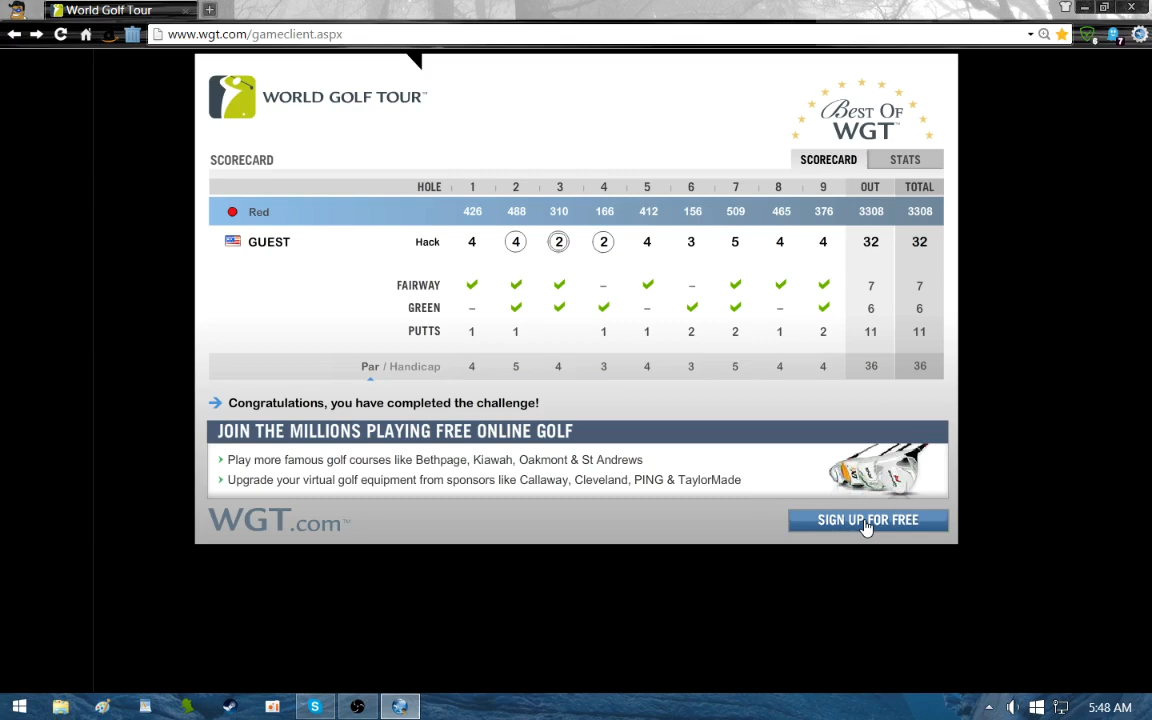 World Golf Tour
www.wgt.com/gameclient.aspx
6 7
WORLD GOLF TOUR™
BEST OF
WGT™
SCORECARD
SCORECARD STATS
HOLE 1 2 3 4 5 6 7 8 9 OUT TOTAL
Red 426 488 310 166 412 156 509 465 376 3308 3308
GUEST Hack 4 4 2 2 4 3 5 4 4 32 32
FAIRWAY – – 7 7
GREEN – – – 6 6
PUTTS 1 1 1 1 2 2 1 2 11 11
Par / Handicap 4 5 4 3 4 3 5 4 4 36 36
Congratulations, you have completed the challenge!
JOIN THE MILLIONS PLAYING FREE ONLINE GOLF
Play more famous golf courses like Bethpage, Kiawah, Oakmont & St Andrews
Upgrade your virtual golf equipment from sponsors like Callaway, Cleveland, PING & TaylorMade
WGT.com™
SIGN UP FOR FREE
5:48 AM